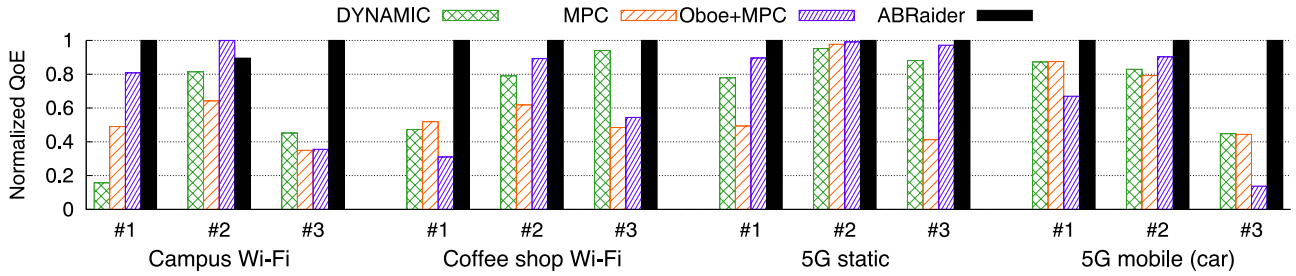 DYNAMIC MPC Oboe+MPC ABRaider
Normalized QoE
1
0.8
0.6
0.4
0.2
0
#1 #2 #3 #1 #2 #3 #1 #2 #3 #1 #2 #3
Campus Wi-Fi Coffee shop Wi-Fi 5G static 5G mobile (car)